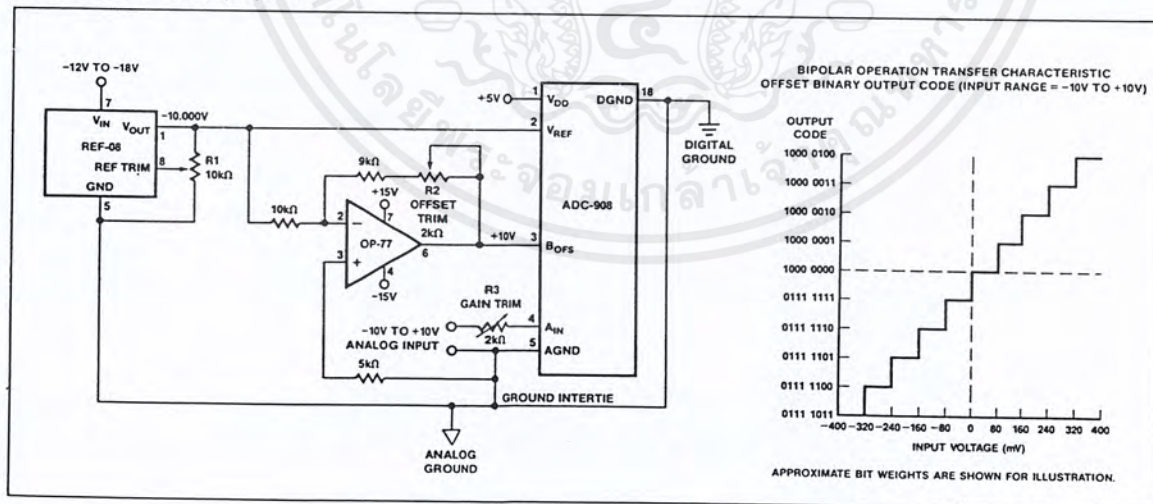 -12V TO -18V
7
VIN
VOUT
-10.000V
1
REF-08
REF TRIM
8
R1
10kΩ
GND
5
9kΩ
+15V
R2
OFFSET
TRIM
2kΩ
10kΩ
2
-
7
OP-77
6
3
+
4
-15V
+10V
+5V
1
VDD
DGND
18
2
VREF
DIGITAL
GROUND
ADC-908
3
BOFS
R3
GAIN TRIM
4
AIN
-10V TO +10V
ANALOG INPUT
2kΩ
5
AGND
5kΩ
GROUND INTERTIE
ANALOG
GROUND
BIPOLAR OPERATION TRANSFER CHARACTERISTIC
OFFSET BINARY OUTPUT CODE (INPUT RANGE = -10V TO +10V)
OUTPUT
CODE
1000 0100
1000 0011
1000 0010
1000 0001
1000 0000
0111 1111
0111 1110
0111 1101
0111 1100
0111 1011
-400 -320 -240 -160 -80 0 80 160 240 320 400
INPUT VOLTAGE (mV)
APPROXIMATE BIT WEIGHTS ARE SHOWN FOR ILLUSTRATION.